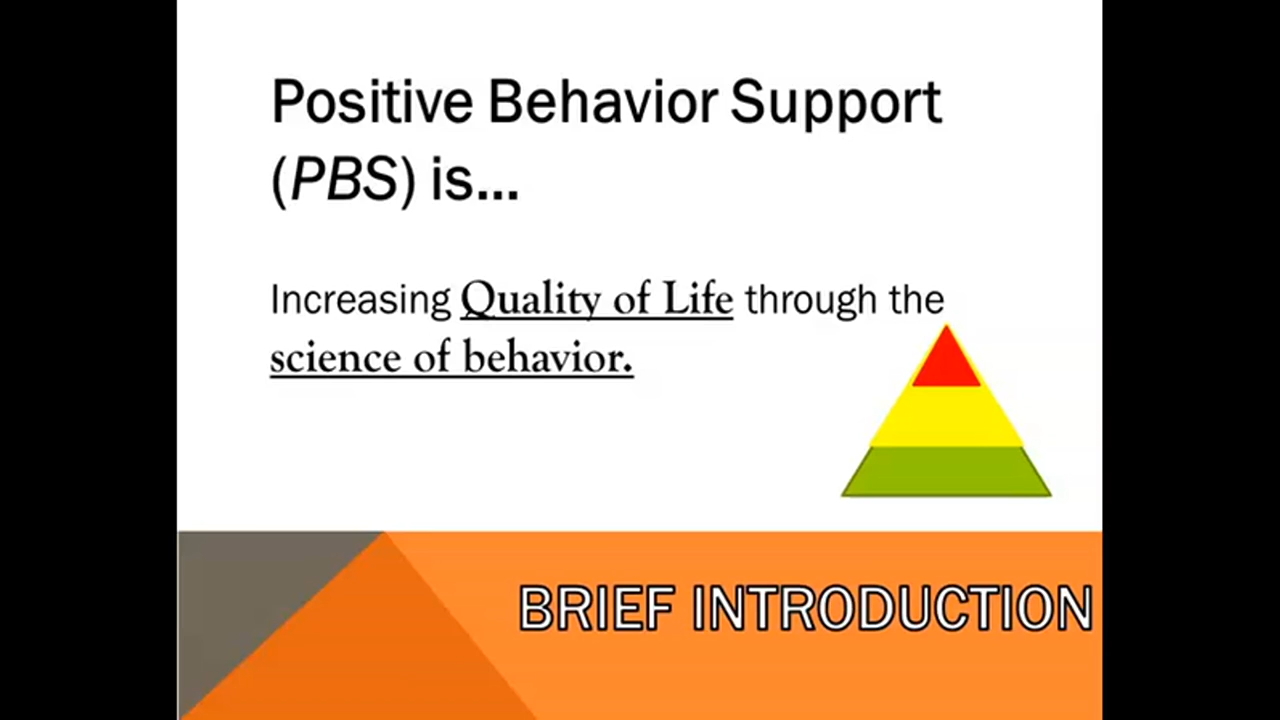 Positive Behavior Support
(PBS) is...
Increasing Quality of Life through the
science of behavior.
BRIEF INTRODUCTION